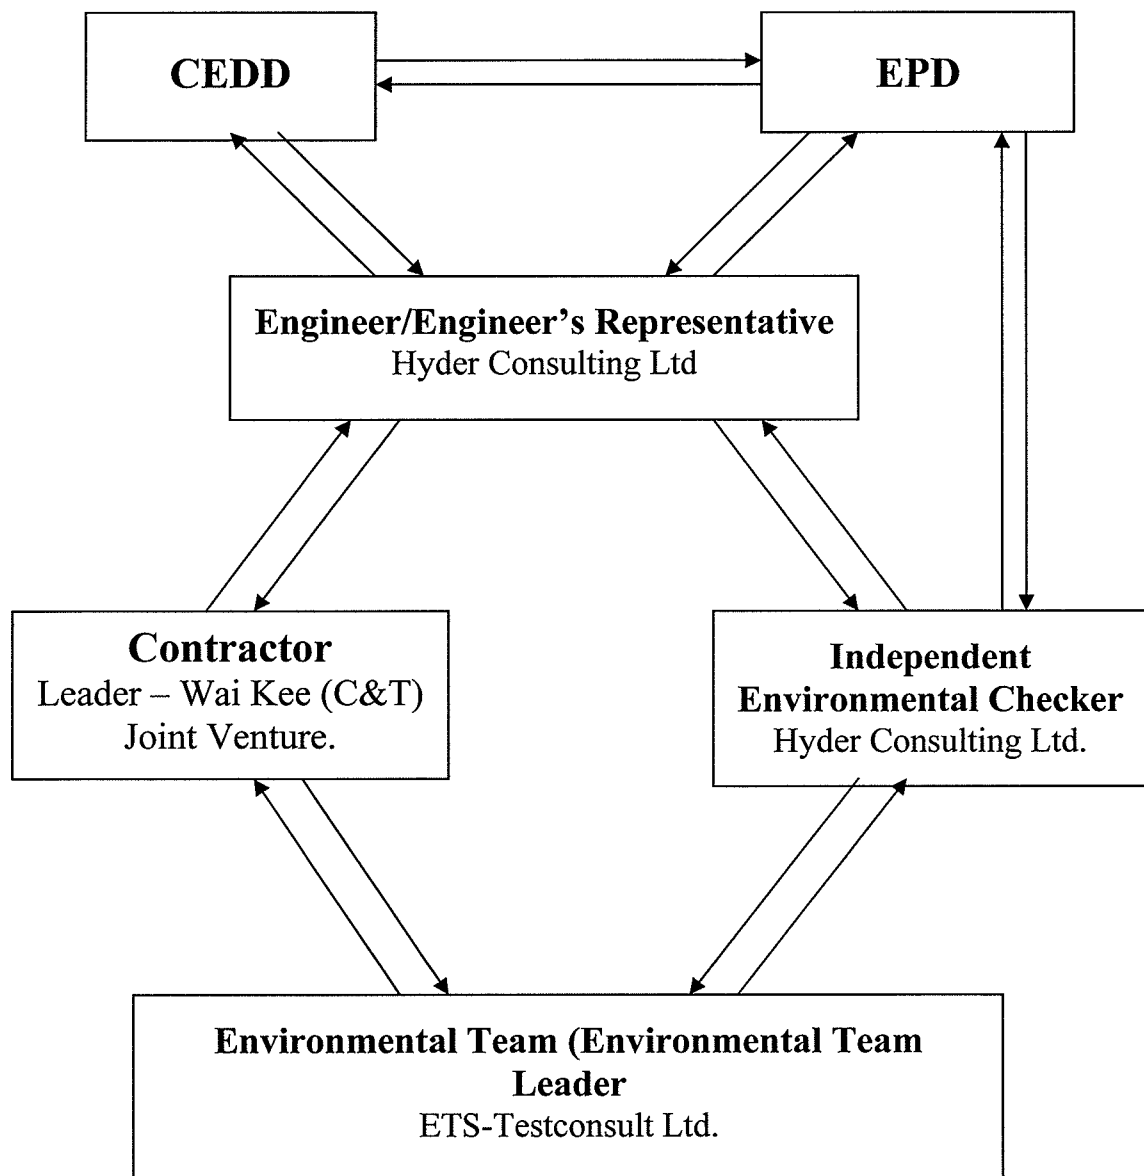 CEDD
EPD
Engineer/Engineer’s Representative
Hyder Consulting Ltd
Contractor
Leader – Wai Kee (C&T)
Joint Venture.
Independent
Environmental Checker
Hyder Consulting Ltd.
Environmental Team (Environmental Team
Leader
ETS-Testconsult Ltd.